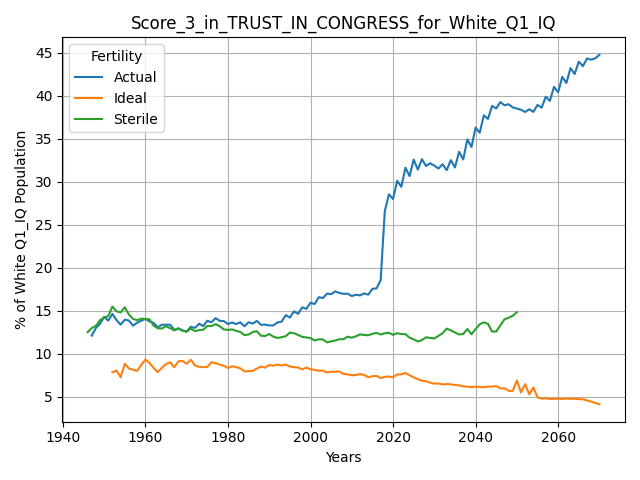 Score_3_in_TRUST_IN_CONGRESS_for_White_Q1_IQ
Fertility
Actual
Ideal
Sterile
% of White Q1_IQ Population
45
40
35
30
25
20
15
10
5
1940 1960 1980 2000 2020 2040 2060
Years